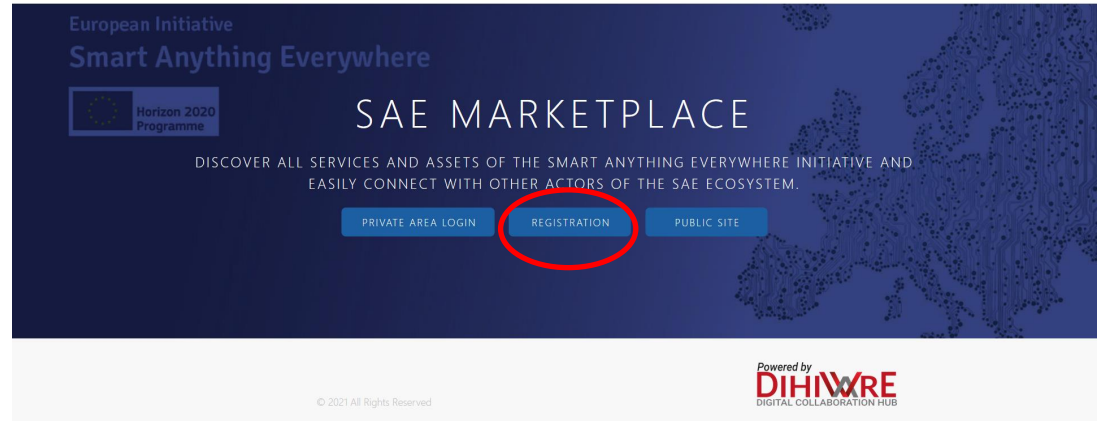 European Initiative
Smart Anything Everywhere
Horizon 2020
Programme
SAE MARKETPLACE
DISCOVER ALL SERVICES AND ASSETS OF THE SMART ANYTHING EVERYWHERE INITIATIVE AND
EASILY CONNECT WITH OTHER ACTORS OF THE SAE ECOSYSTEM.
PRIVATE AREA LOGIN
REGISTRATION
PUBLIC SITE
© 2021 All Rights Reserved
Powered by
DIHIWARE
DIGITAL COLLABORATION HUB